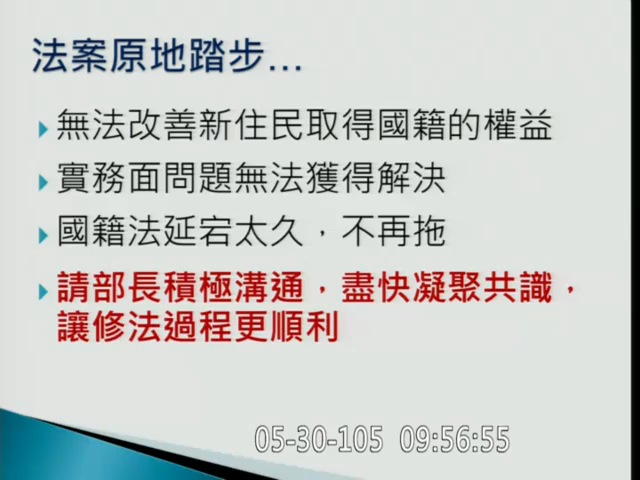 法案原地踏步...
無法改善新住民取得國籍的權益
實務面問題無法獲得解決
國籍法延宕太久，不再拖
請部長積極溝通，盡快凝聚共識，
讓修法過程更順利
05-30-105 09:56:55